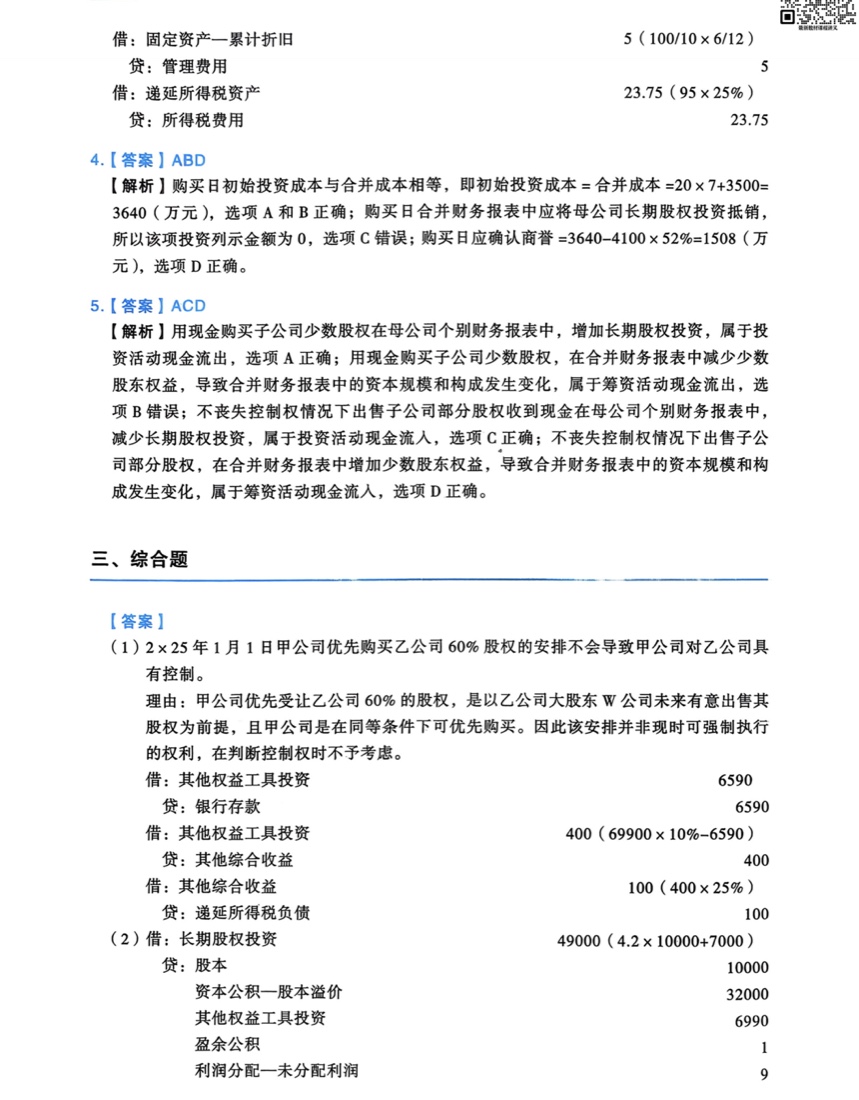 借：固定资产—累计折旧 5（100/10×6/12）
贷：管理费用 5
借：递延所得税资产 23.75（95×25%）
贷：所得税费用 23.75
4.【答案】ABD
【解析】购买日初始投资成本与合并成本相等，即初始投资成本=合并成本=20×7+3500=
3640（万元），选项A和B正确；购买日合并财务报表中应将母公司长期股权投资抵销，
所以该项投资列示金额为0，选项C错误；购买日应确认商誉=3640-4100×52%=1508（万
元），选项D正确。
5.【答案】ACD
【解析】用现金购买子公司少数股权在母公司个别财务报表中，增加长期股权投资，属于投
资活动现金流出，选项A正确；用现金购买子公司少数股权，在合并财务报表中减少少数
股东权益，导致合并财务报表中的资本规模和构成发生变化，属于筹资活动现金流出，选
项B错误；不丧失控制权情况下出售子公司部分股权收到现金在母公司个别财务报表中，
减少长期股权投资，属于投资活动现金流入，选项C正确；不丧失控制权情况下出售子公
司部分股权，在合并财务报表中增加少数股东权益，导致合并财务报表中的资本规模和构
成发生变化，属于筹资活动现金流入，选项D正确。
三、综合题
【答案】
（1）2×25年1月1日甲公司优先购买乙公司60%股权的安排不会导致甲公司对乙公司具
有控制。
理由：甲公司优先受让乙公司60%的股权，是以乙公司大股东W公司未来有意出售其
股权为前提，且甲公司是在同等条件下可优先购买。因此该安排并非现时可强制执行
的权利，在判断控制权时不予考虑。
借：其他权益工具投资 6590
贷：银行存款 6590
借：其他权益工具投资 400（69900×10%-6590）
贷：其他综合收益 400
借：其他综合收益 100（400×25%）
贷：递延所得税负债 100
（2）借：长期股权投资 49000（4.2×10000+7000）
贷：股本 10000
资本公积—股本溢价 32000
其他权益工具投资 6990
盈余公积 1
利润分配—未分配利润 9